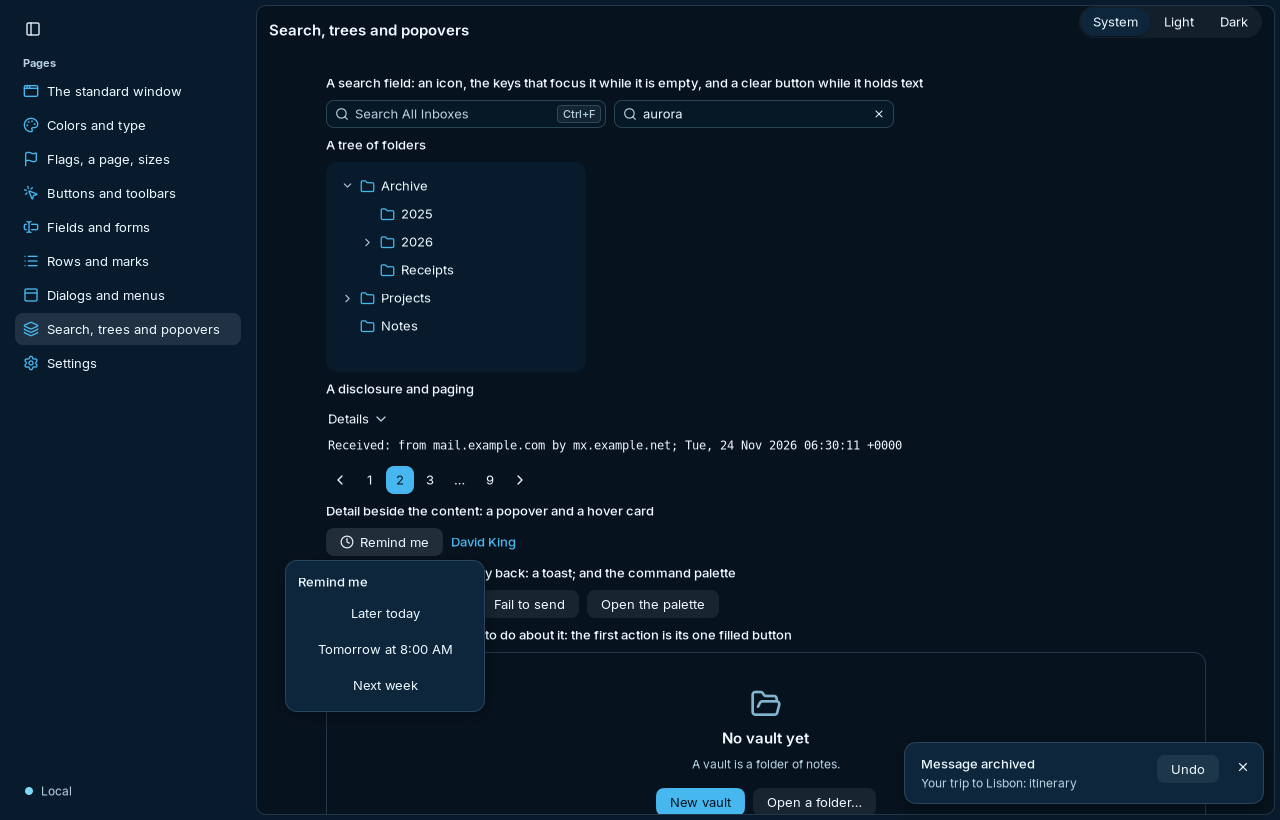 Search, trees and popovers
System
Light
Dark
Pages
The standard window
Colors and type
Flags, a page, sizes
Buttons and toolbars
Fields and forms
Rows and marks
Dialogs and menus
Search, trees and popovers
Settings
Local
A search field: an icon, the keys that focus it while it is empty, and a clear button while it holds text
Search All Inboxes
Ctrl+F
aurora
A tree of folders
Archive
2025
2026
Receipts
Projects
Notes
A disclosure and paging
Details
Received: from mail.example.com by mx.example.net; Tue, 24 Nov 2026 06:30:11 +0000
1 2 3 … 9
Detail beside the content: a popover and a hover card
Remind me
David King
y back: a toast; and the command palette
Fail to send
Open the palette
to do about it: the first action is its one filled button
Remind me
Later today
Tomorrow at 8:00 AM
Next week
No vault yet
A vault is a folder of notes.
New vault
Open a folder…
Message archived
Your trip to Lisbon: itinerary
Undo